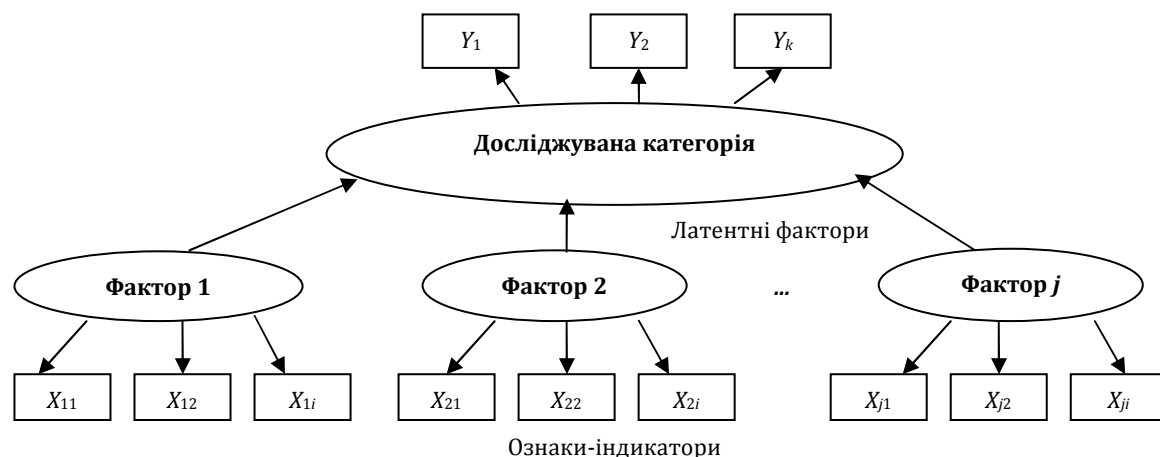 Y1 Y2 Yk
Досліджувана категорія
Латентні фактори
Фактор 1 Фактор 2 ... Фактор j
X11 X12 X1i X21 X22 X2i Xj1 Xj2 Xji
Ознаки-індикатори